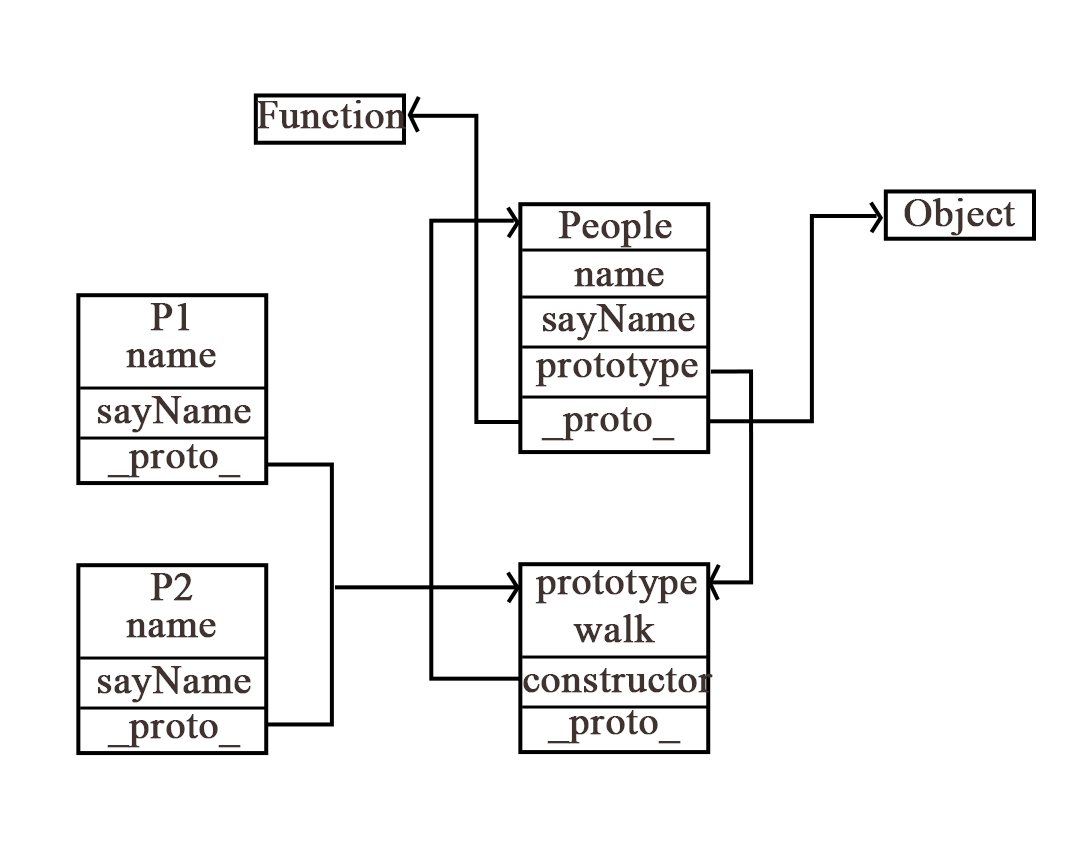 Function
Object
People
name
sayName
prototype
_proto_
P1
name
sayName
_proto_
P2
name
sayName
_proto_
prototype
walk
constructor
_proto_